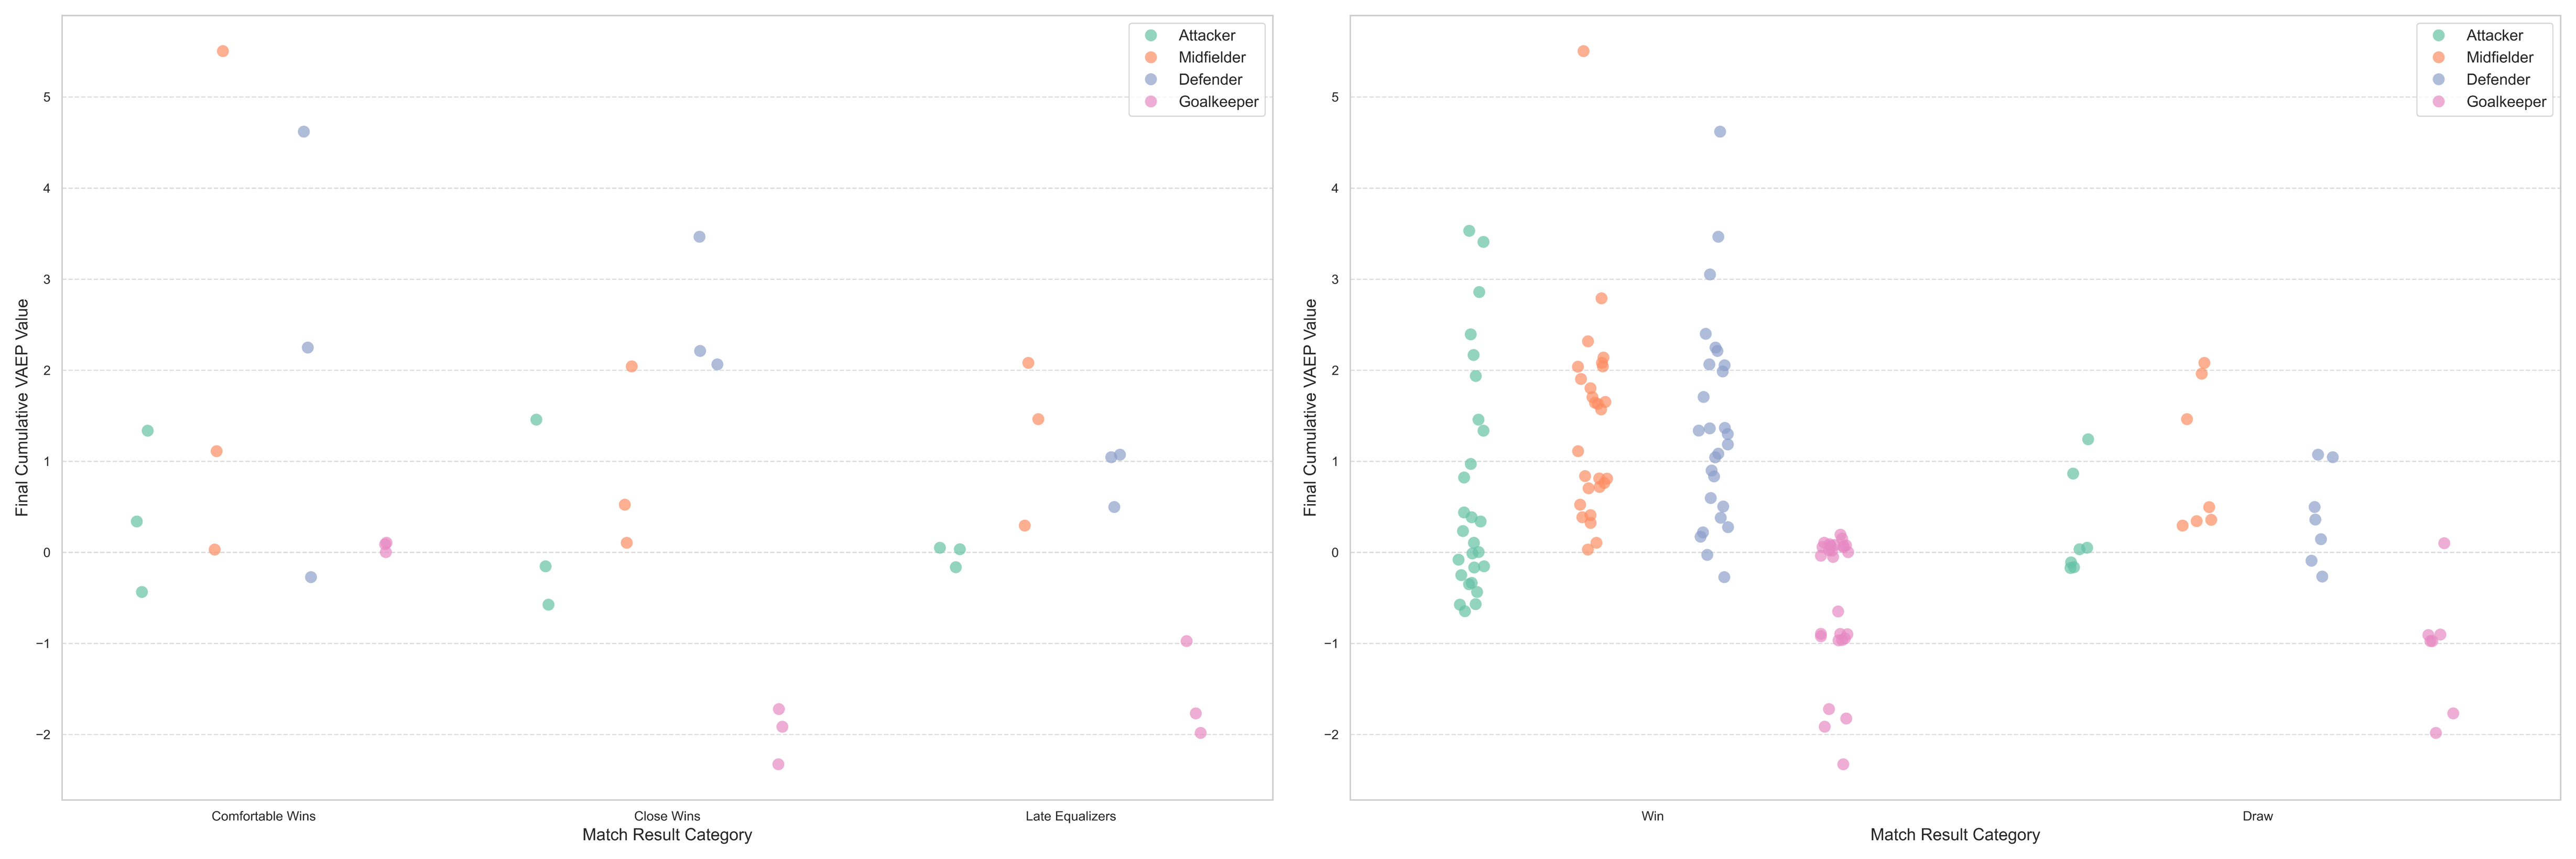 Attacker
Midfielder
Defender
Goalkeeper
5
4
3
2
1
0
−1
−2
Final Cumulative VAEP Value
Comfortable Wins
Close Wins
Late Equalizers
Match Result Category
Attacker
Midfielder
Defender
Goalkeeper
5
4
3
2
1
0
−1
−2
Final Cumulative VAEP Value
Win
Draw
Match Result Category